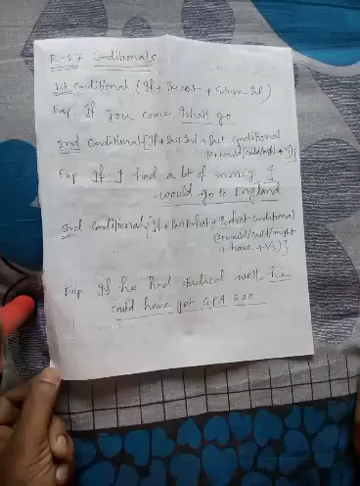 R-27 Conditionals
1st Conditional (If + Present + Future Ind)
Exp. If you come I shall go
2nd Conditional [If + Past Ind + Past Conditional
(S+would/could/might + v1)]
Exp If I had a lot of money I
would go to England
3rd Conditional [If + Past Perfect + Perfect Conditional
(S+would/could/might
+ have + v3)]
Exp If he had studied well, he
could have got GPA 5.00